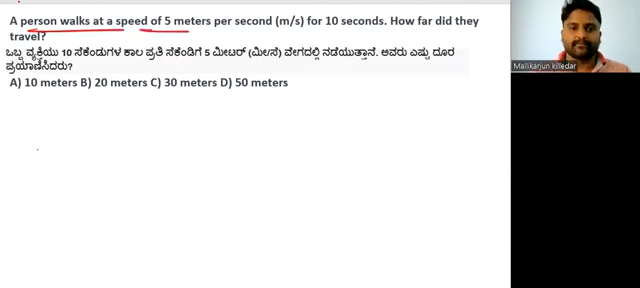 A person walks at a speed of 5 meters per second (m/s) for 10 seconds. How far did they
travel?
ಒಬ್ಬ ವ್ಯಕ್ತಿಯು 10 ಸೆಕೆಂಡುಗಳ ಕಾಲ ಪ್ರತಿ ಸೆಕೆಂಡಿಗೆ 5 ಮೀಟರ್ (ಮೀ/ಸೆ) ವೇಗದಲ್ಲಿ ನಡೆಯುತ್ತಾನೆ. ಅವರು ಎಷ್ಟು ದೂರ
ಪ್ರಯಾಣಿಸಿದರು?
A) 10 meters B) 20 meters C) 30 meters D) 50 meters
Mallikarjun killedar